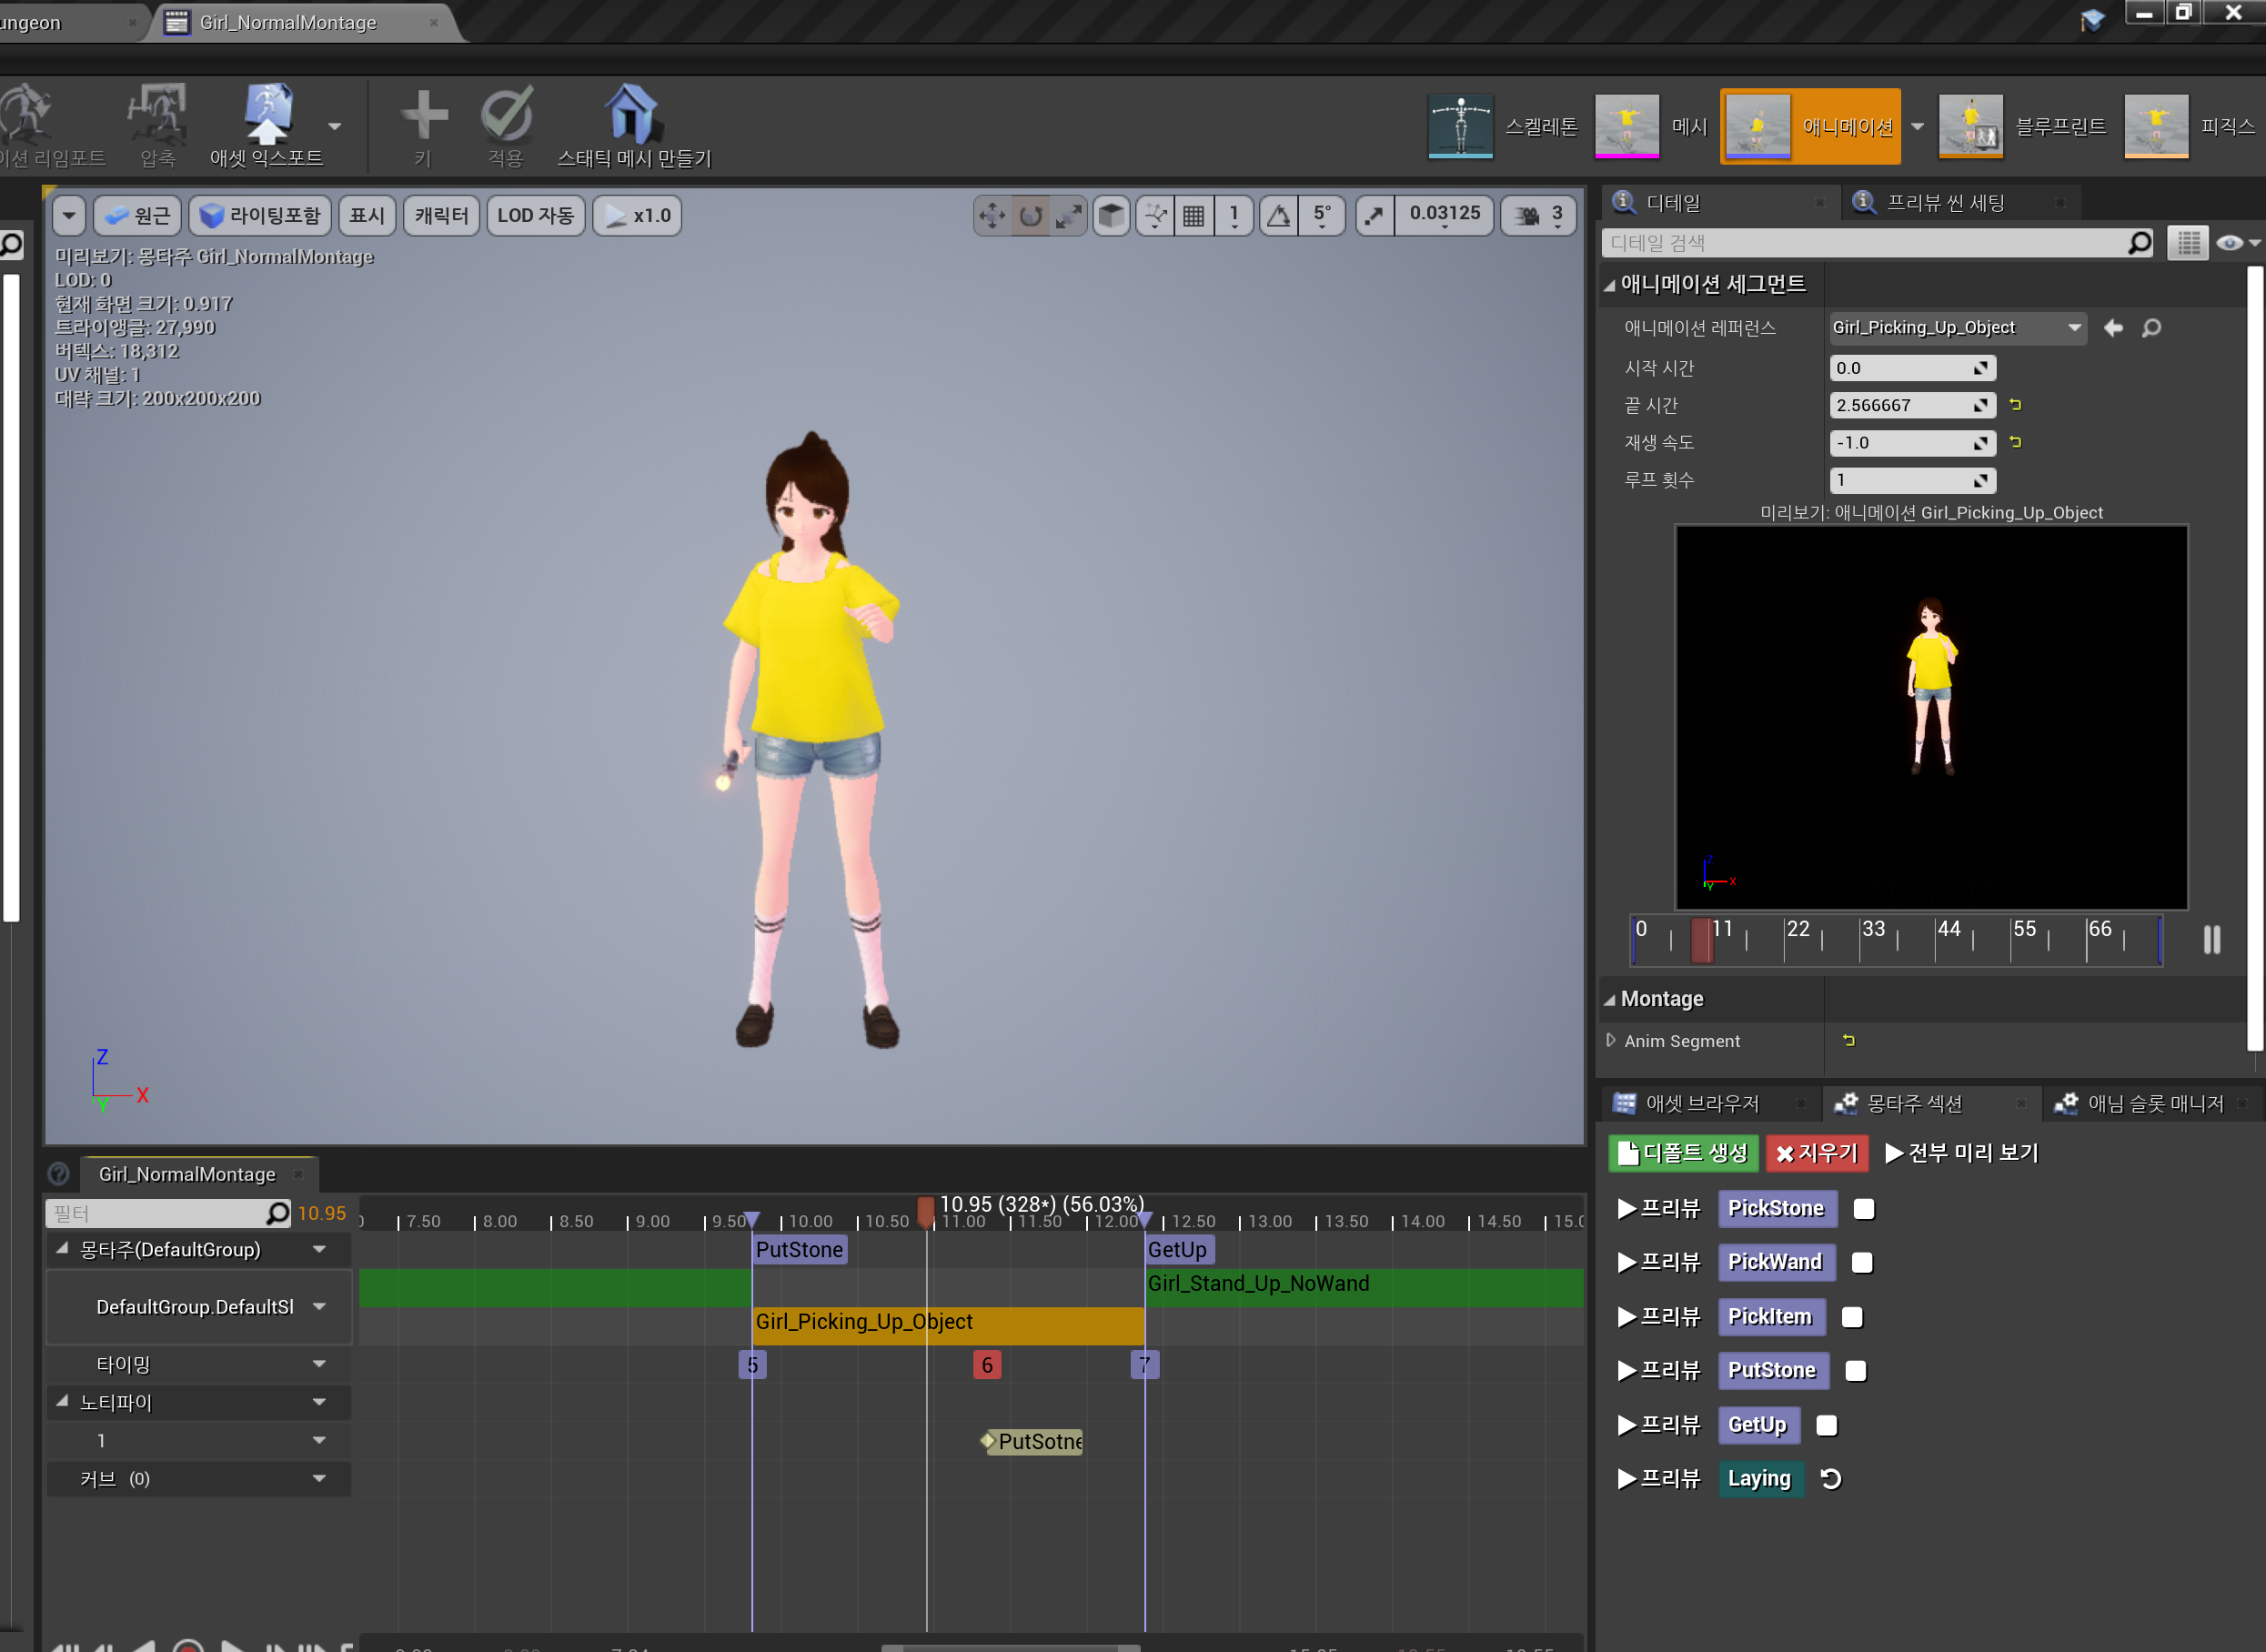 ungeon
Girl_NormalMontage
이션 리임포트
압축
애셋 익스포트
키
적용
스태틱 메시 만들기
스켈레톤
메시
애니메이션
블루프린트
피직스
원근
라이팅포함
표시
캐릭터
LOD 자동
x1.0
1
5°
0.03125
3
미리보기: 몽타주 Girl_NormalMontage
LOD: 0
현재 화면 크기: 0.917
트라이앵글: 27,990
버텍스: 18,312
UV 채널: 1
대략 크기: 200x200x200
Z
X
Y
디테일
프리뷰 씬 세팅
디테일 검색
애니메이션 세그먼트
애니메이션 레퍼런스 Girl_Picking_Up_Object
시작 시간 0.0
끝 시간 2.566667
재생 속도 -1.0
루프 횟수 1
미리보기: 애니메이션 Girl_Picking_Up_Object
Z
X
Y
0 11 22 33 44 55 66
Montage
Anim Segment
애셋 브라우저
몽타주 섹션
애님 슬롯 매니저
디폴트 생성
지우기
전부 미리 보기
프리뷰 PickStone
프리뷰 PickWand
프리뷰 PickItem
프리뷰 PutStone
프리뷰 GetUp
프리뷰 Laying
Girl_NormalMontage
필터 10.95
10.95 (328*) (56.03%)
7.50 8.00 8.50 9.00 9.50 10.00 10.50 11.00 11.50 12.00 12.50 13.00 13.50 14.00 14.50 15.0
몽타주(DefaultGroup)
PutStone
GetUp
DefaultGroup.DefaultSl
Girl_Stand_Up_NoWand
Girl_Picking_Up_Object
타이밍
5 6 7
노티파이
1
PutSotne
커브 (0)